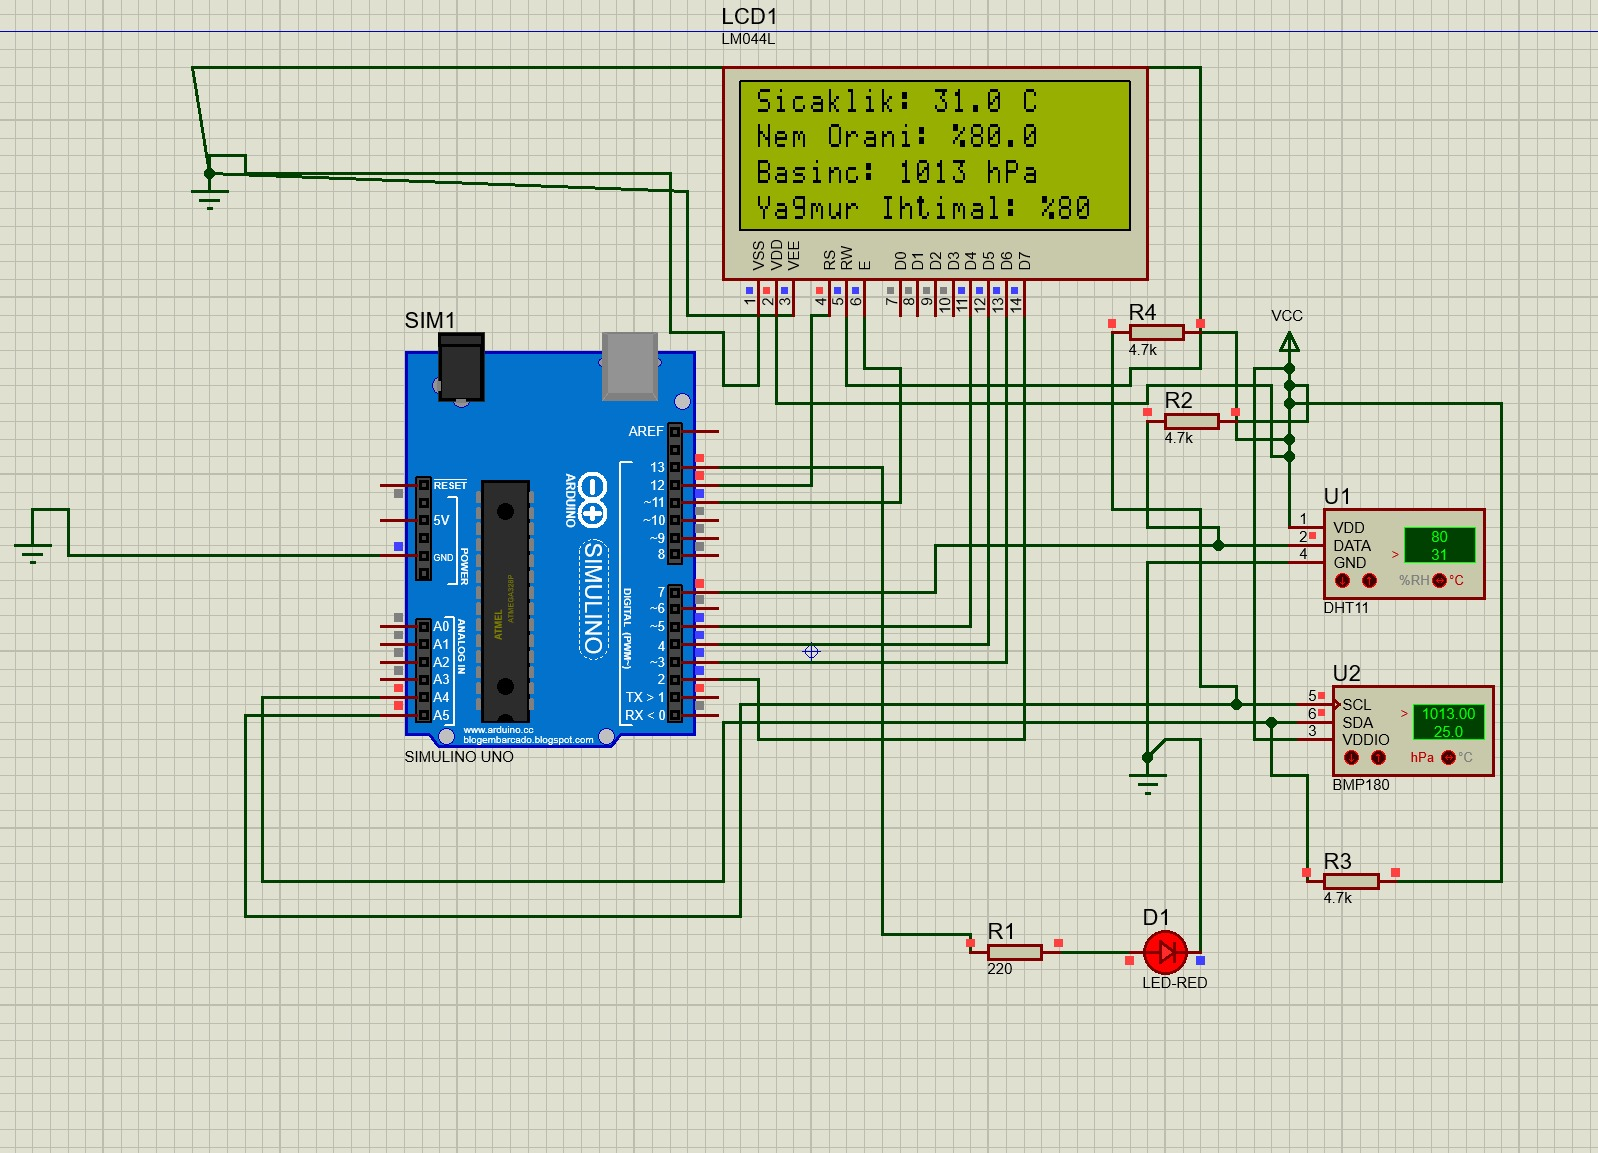 LCD1
LM044L
Sicaklik: 31.0 C
Nem Orani: %80.0
Basinc: 1013 hPa
Yagmur Ihtimal: %80
VSS VDD VEE RS RW E D0 D1 D2 D3 D4 D5 D6 D7
1 2 3 4 5 6 7 8 9 10 11 12 13 14
SIM1
AREF
13
12
~11
~10
~9
8
7
~6
~5
4
~3
2
TX > 1
RX < 0
RESET
5V
GND
POWER
A0
A1
A2
A3
A4
A5
ANALOG IN
ARDUINO
SIMULINO
DIGITAL (PWM~)
ATMEL
ATMEGA328P
www.arduino.cc
blogembarcado.blogspot.com
SIMULINO UNO
R4
4.7k
VCC
R2
4.7k
U1
1 VDD
2 DATA
4 GND
80
> 31
%RH °C
DHT11
U2
5 SCL
6 SDA
3 VDDIO
> 1013.00
25.0
hPa °C
BMP180
R3
4.7k
R1
220
D1
LED-RED